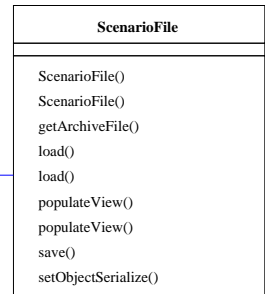 ScenarioFile
ScenarioFile()
ScenarioFile()
getArchiveFile()
load()
load()
populateView()
populateView()
save()
setObjectSerialize()